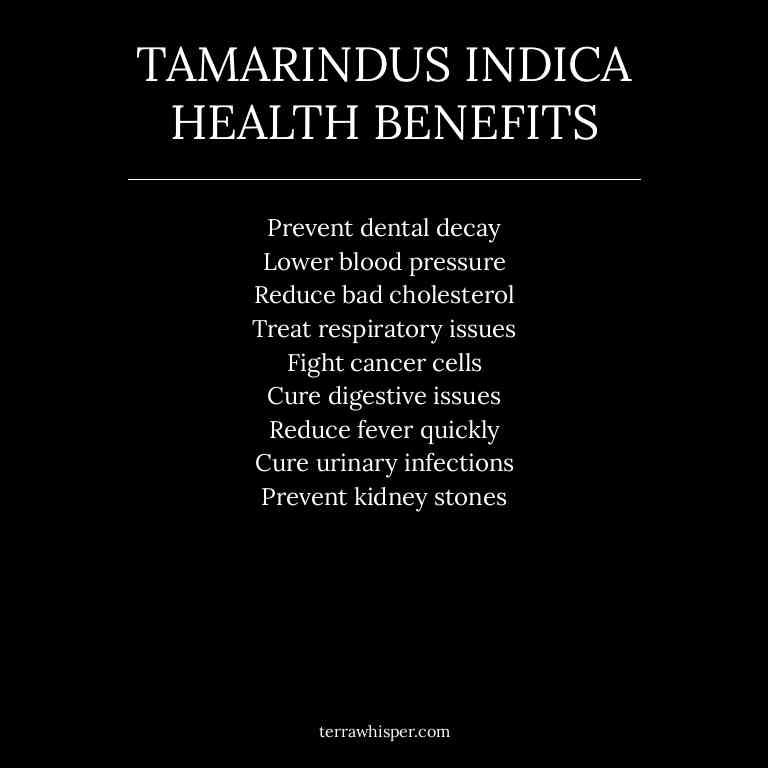 TAMARINDUS INDICA
HEALTH BENEFITS
Prevent dental decay
Lower blood pressure
Reduce bad cholesterol
Treat respiratory issues
Fight cancer cells
Cure digestive issues
Reduce fever quickly
Cure urinary infections
Prevent kidney stones
terrawhisper.com